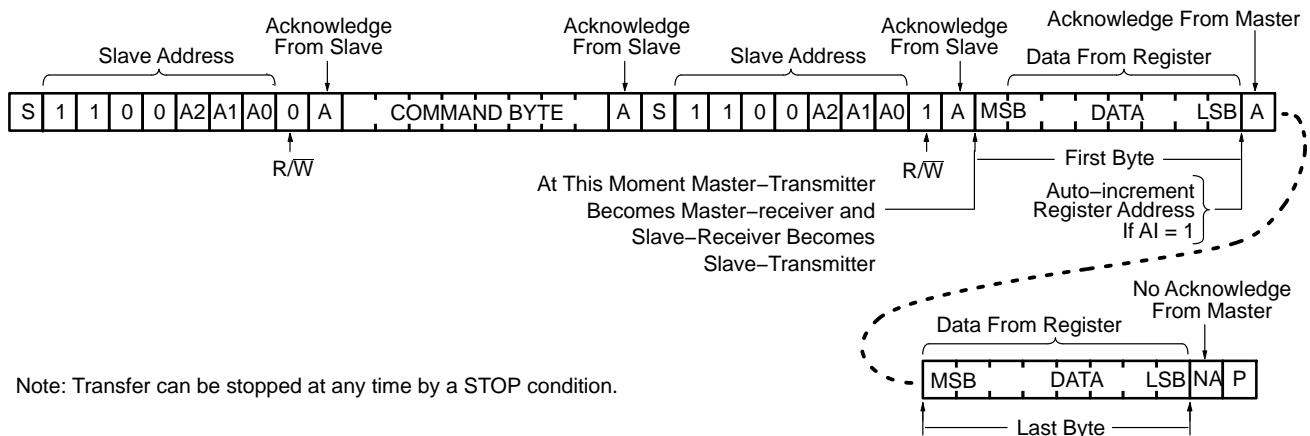 Acknowledge From Slave
Acknowledge From Slave
Acknowledge From Slave
Acknowledge From Master
Slave Address
Slave Address
Data From Register
S 1 1 0 0 A2 A1 A0 0 A COMMAND BYTE A S 1 1 0 0 A2 A1 A0 1 A MSB DATA LSB A
R/W̅
R/W̅
First Byte
At This Moment Master−Transmitter
Becomes Master−receiver and
Slave−Receiver Becomes
Slave−Transmitter
Auto−increment
Register Address
If AI = 1
No Acknowledge
From Master
Data From Register
MSB DATA LSB NA P
Last Byte
Note: Transfer can be stopped at any time by a STOP condition.